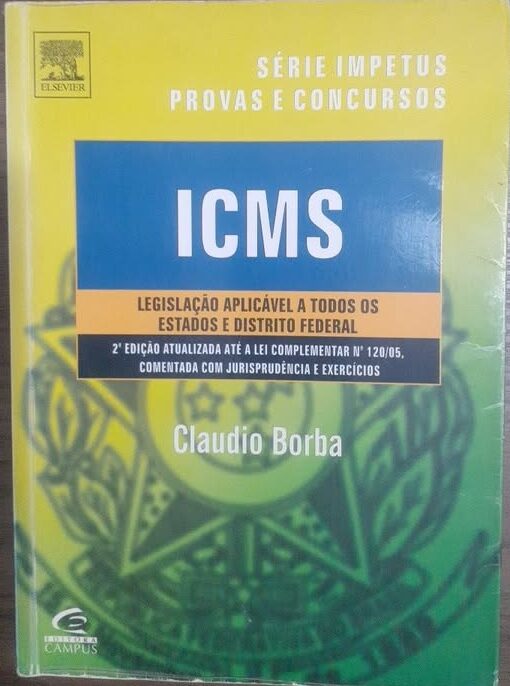 ELSEVIER
SÉRIE IMPETUS
PROVAS E CONCURSOS
ICMS
LEGISLAÇÃO APLICÁVEL A TODOS OS
ESTADOS E DISTRITO FEDERAL
2ª EDIÇÃO ATUALIZADA ATÉ A LEI COMPLEMENTAR Nº 120/05,
COMENTADA COM JURISPRUDÊNCIA E EXERCÍCIOS
Claudio Borba
EDITORA
CAMPUS